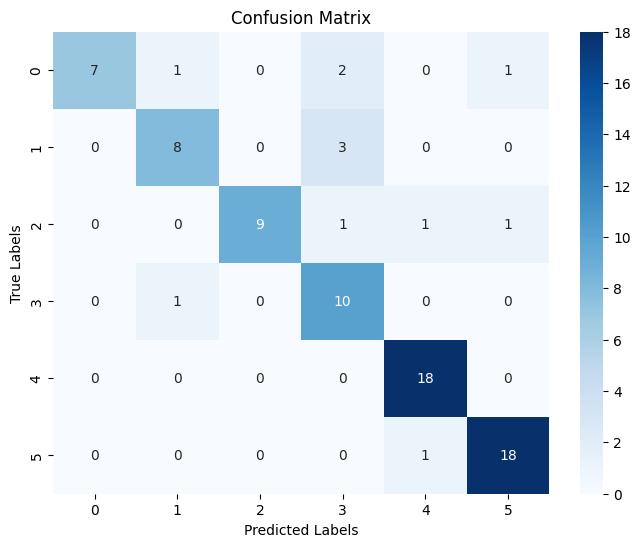 Confusion Matrix
True Labels
0 7 1 0 2 0 1
1 0 8 0 3 0 0
2 0 0 9 1 1 1
3 0 1 0 10 0 0
4 0 0 0 0 18 0
5 0 0 0 0 1 18
0 1 2 3 4 5
Predicted Labels
18
16
14
12
10
8
6
4
2
0